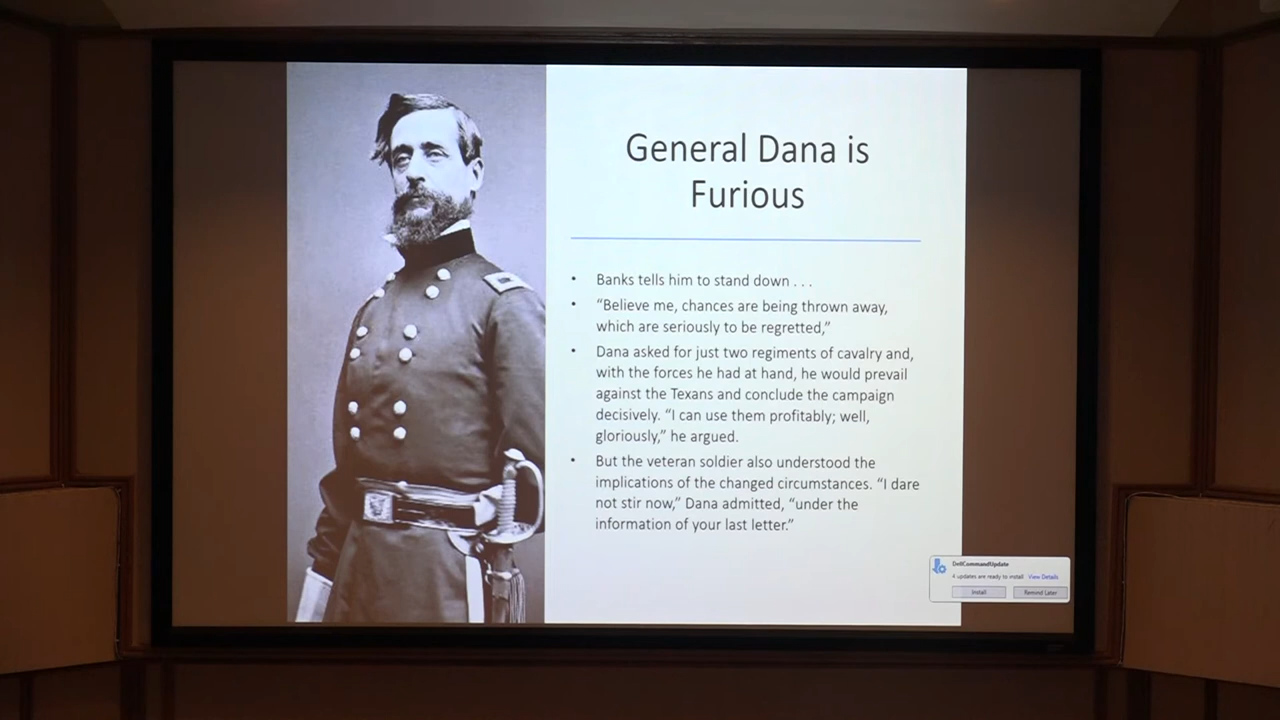 General Dana is
Furious
• Banks tells him to stand down . . .
• “Believe me, chances are being thrown away,
which are seriously to be regretted,”
• Dana asked for just two regiments of cavalry and,
with the forces he had at hand, he would prevail
against the Texans and conclude the campaign
decisively. “I can use them profitably; well,
gloriously,” he argued.
• But the veteran soldier also understood the
implications of the changed circumstances. “I dare
not stir now,” Dana admitted, “under the
information of your last letter.”
DellCommandUpdate
4 updates are ready to install View Details
Install Remind Later